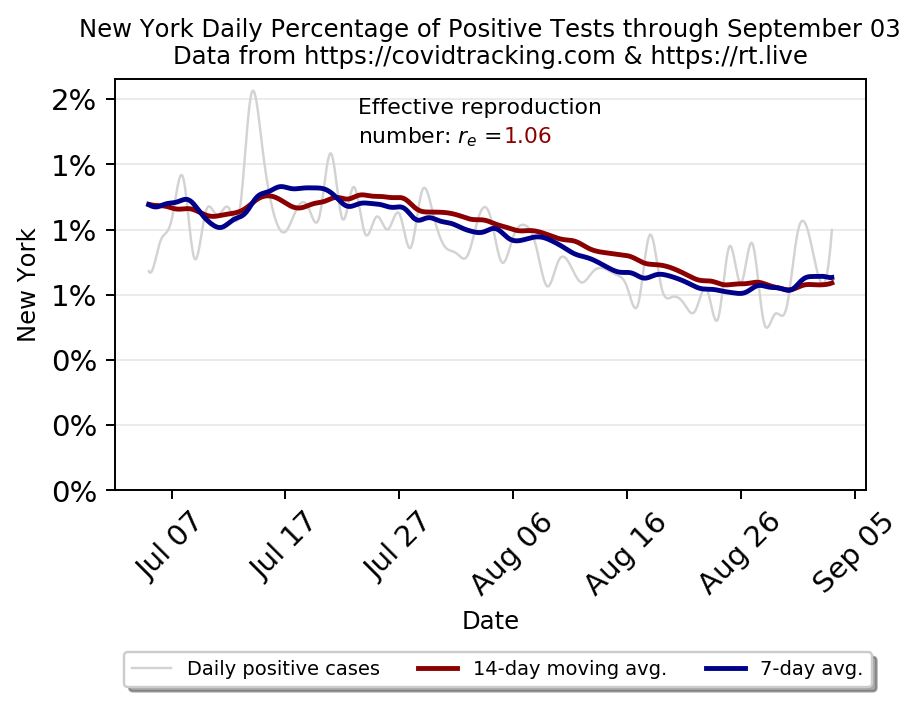 New York Daily Percentage of Positive Tests through September 03
Data from https://covidtracking.com & https://rt.live
Effective reproduction
number: rₑ =1.06
New York
2%
1%
1%
1%
0%
0%
0%
Jul 07
Jul 17
Jul 27
Aug 06
Aug 16
Aug 26
Sep 05
Date
Daily positive cases
14-day moving avg.
7-day avg.